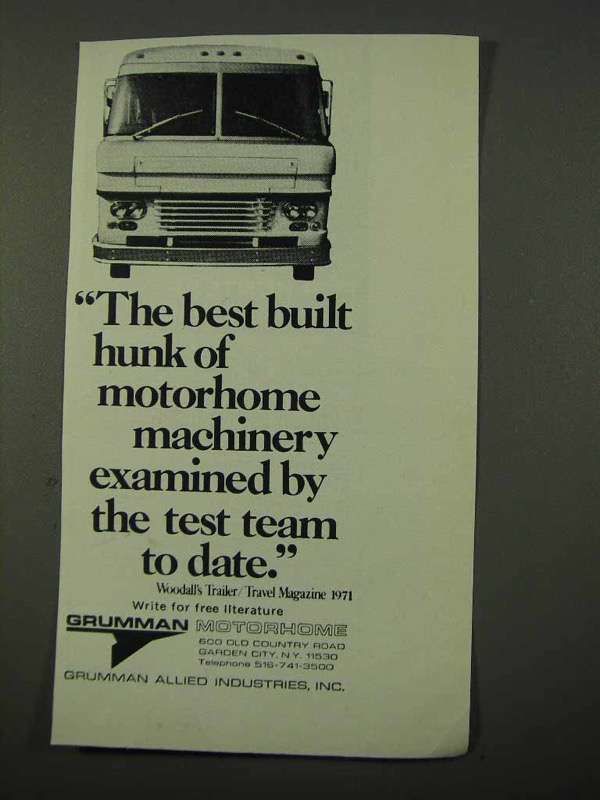 “The best built
hunk of
motorhome
machinery
examined by
the test team
to date.”
Woodall's Trailer/Travel Magazine 1971
Write for free llterature
GRUMMAN MOTORHOME
600 OLD COUNTRY ROAD
GARDEN CITY, N.Y. 11530
Telephone 516-741-3500
GRUMMAN ALLIED INDUSTRIES, INC.